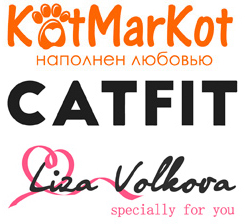 KotMarKot
наполнен любовью
CATFIT
Liza Volkova
specially for you